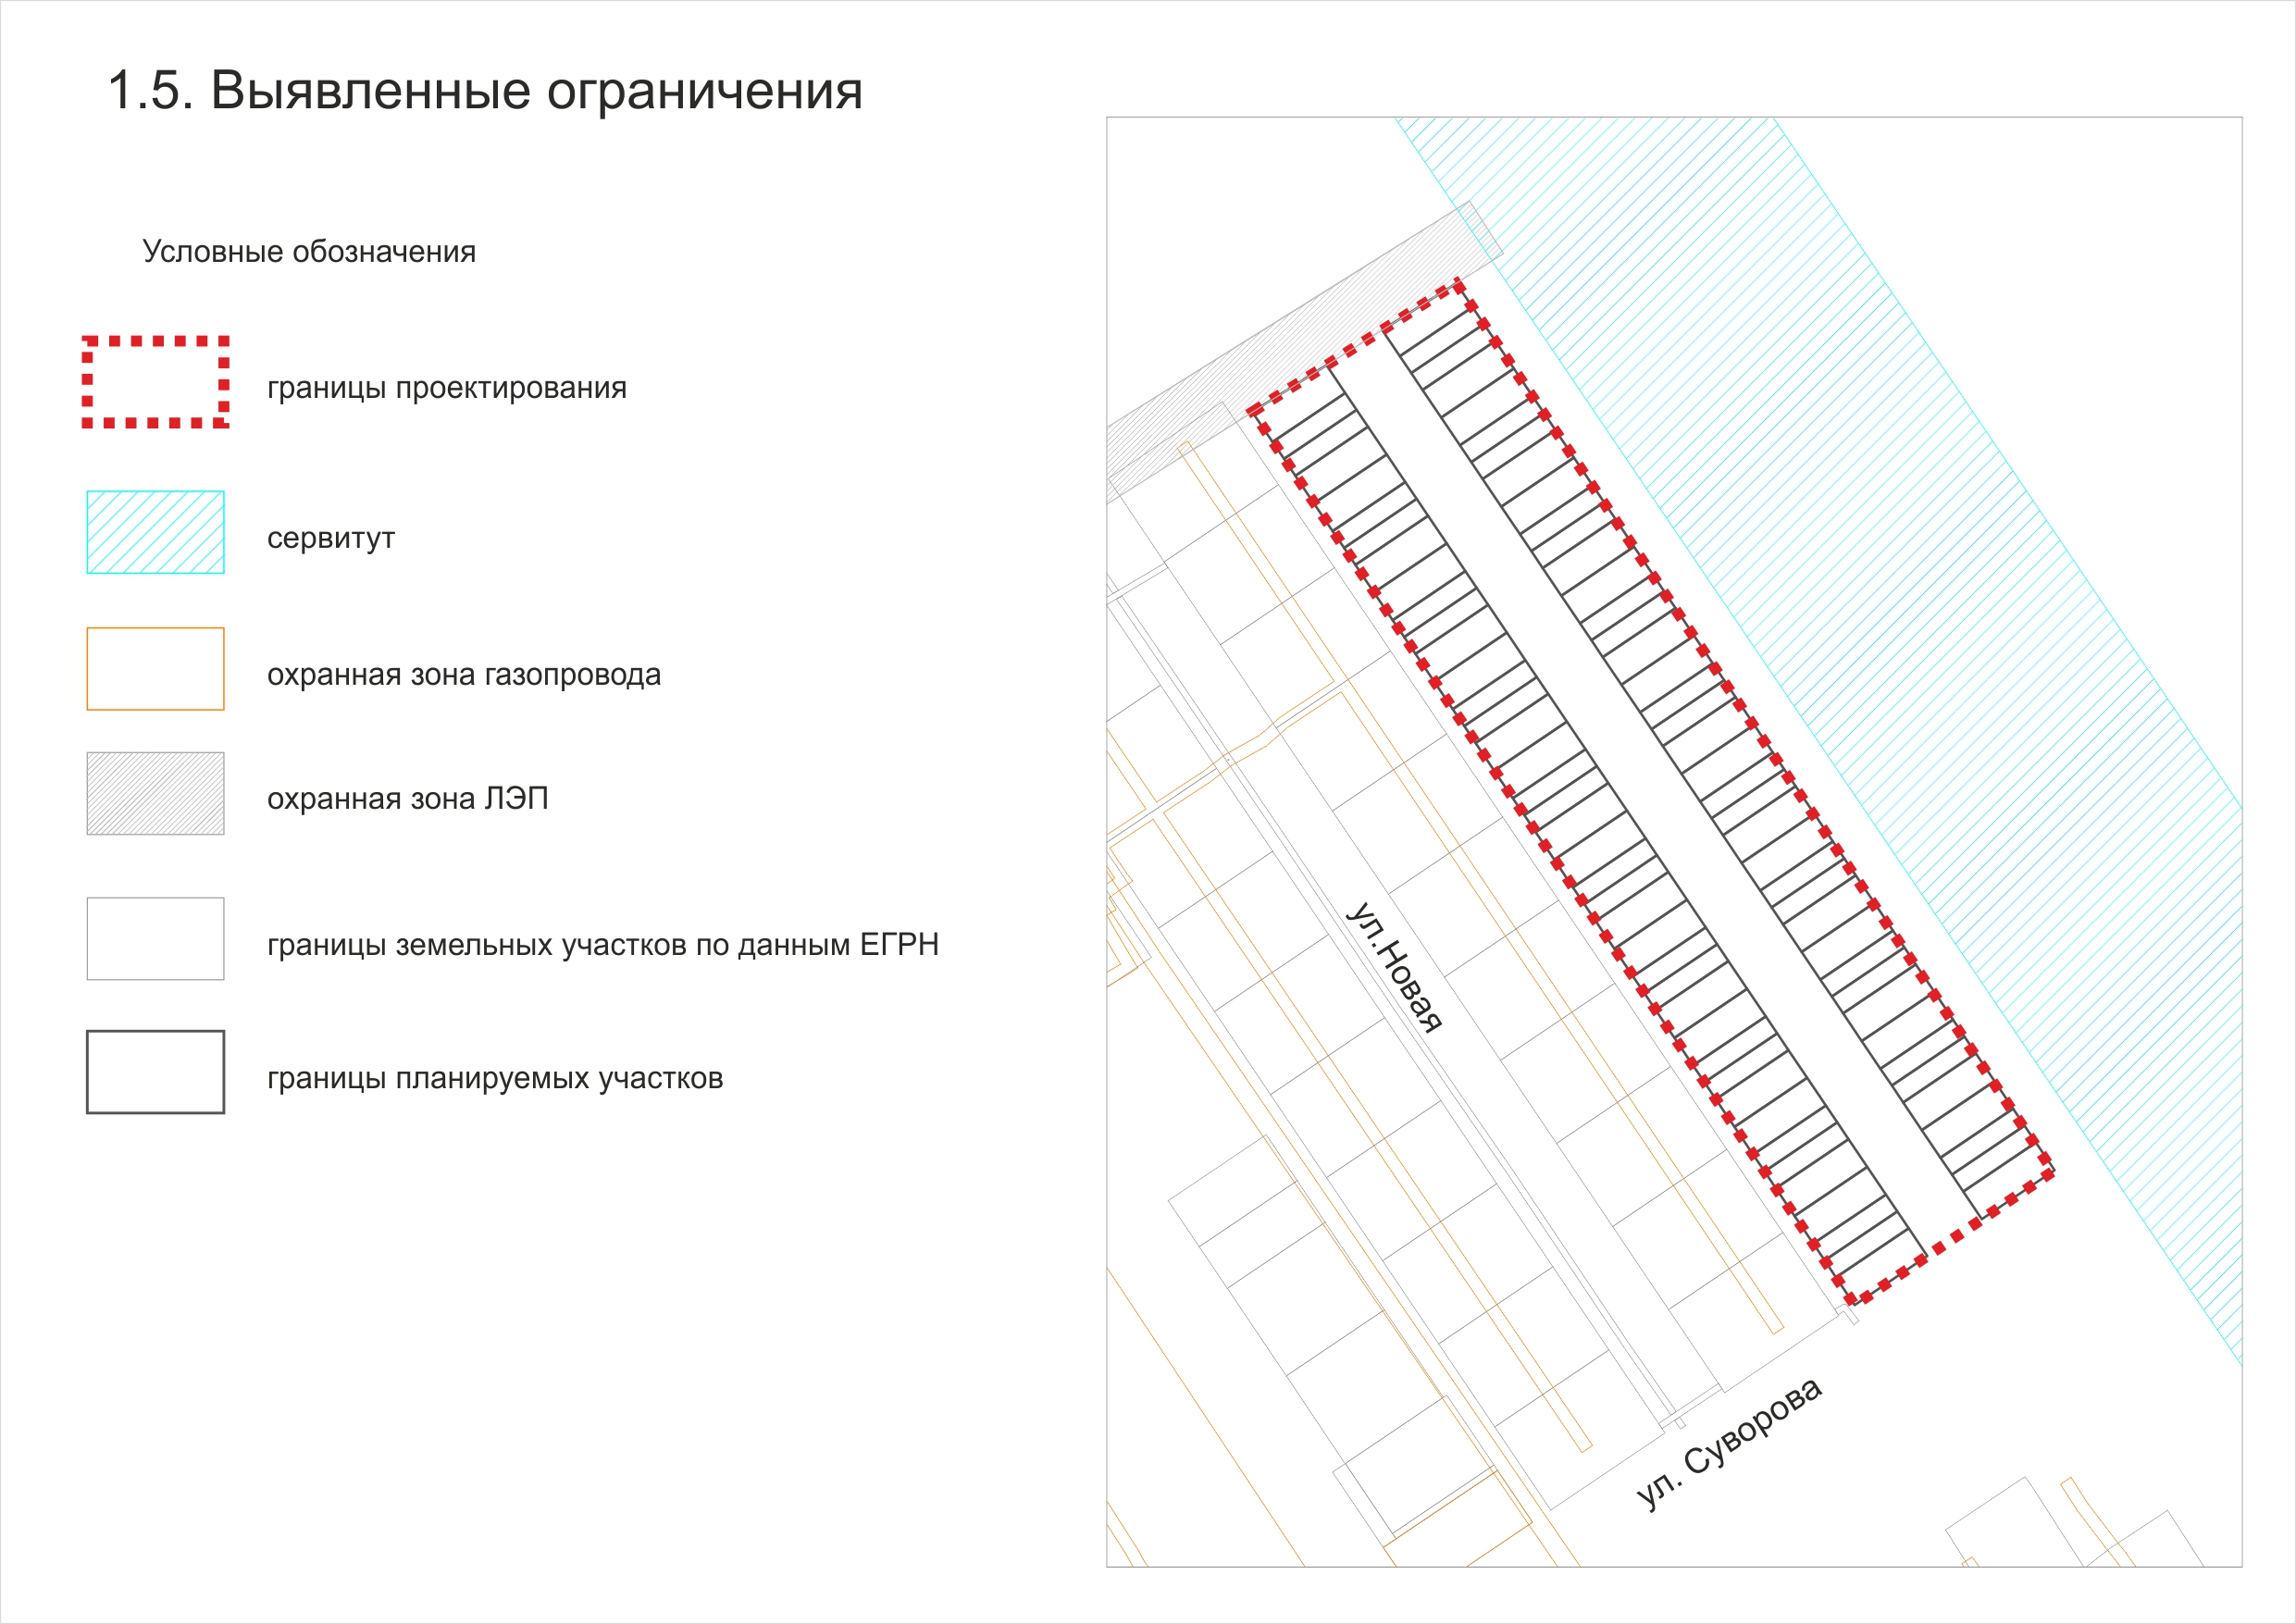 1.5. Выявленные ограничения
Условные обозначения
границы проектирования
сервитут
охранная зона газопровода
охранная зона ЛЭП
границы земельных участков по данным ЕГРН
границы планируемых участков
ул.Новая
ул. Суворова